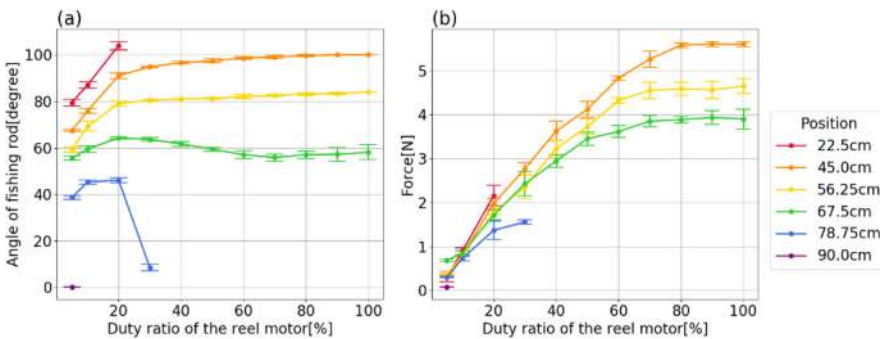 (a)
Angle of fishing rod[degree]
100
80
60
40
20
0
0 20 40 60 80 100
Duty ratio of the reel motor[%]
(b)
Force[N]
5
4
3
2
1
0
0 20 40 60 80 100
Duty ratio of the reel motor[%]
Position
22.5cm
45.0cm
56.25cm
67.5cm
78.75cm
90.0cm